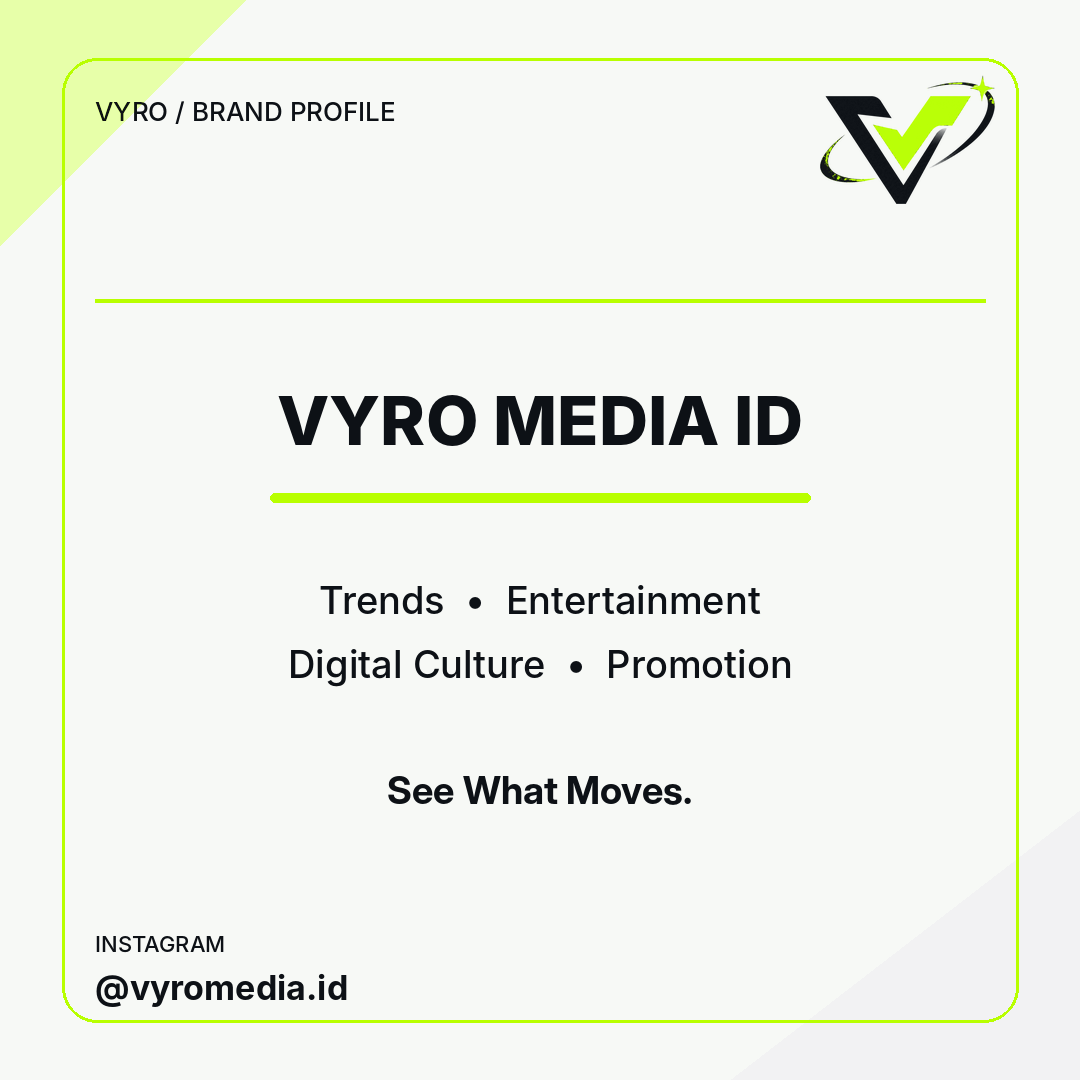 VYRO / BRAND PROFILE
VYRO MEDIA ID
Trends • Entertainment
Digital Culture • Promotion
See What Moves.
INSTAGRAM
@vyromedia.id